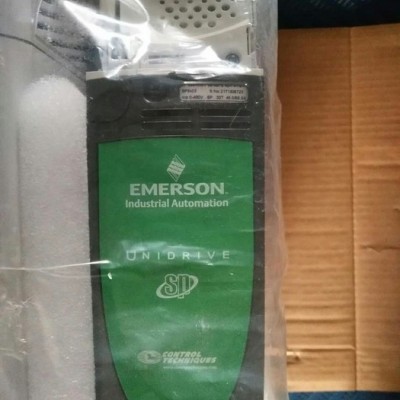 EMERSON
Industrial Automation
UNIDRIVE
SP
CONTROL
TECHNIQUES